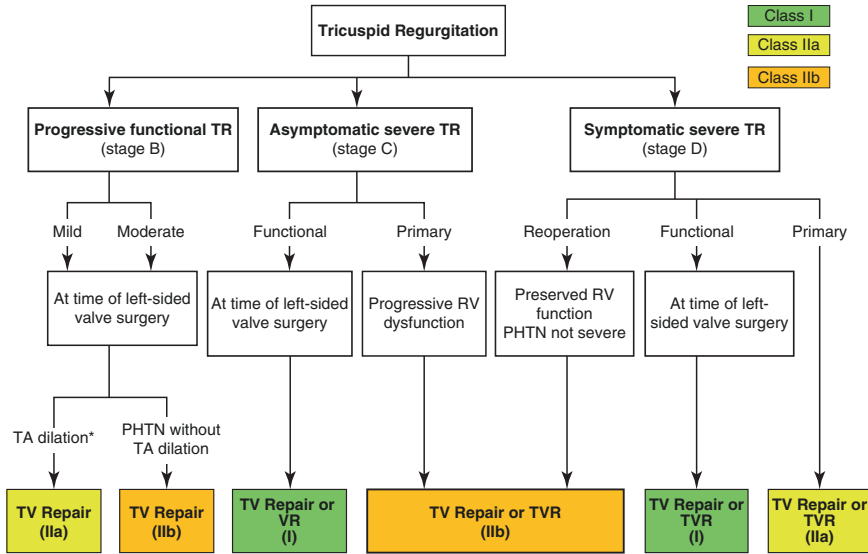 Tricuspid Regurgitation
Class I
Class IIa
Class IIb
Progressive functional TR
(stage B)
Asymptomatic severe TR
(stage C)
Symptomatic severe TR
(stage D)
Mild
Moderate
Functional
Primary
Reoperation
Functional
Primary
At time of left-sided
valve surgery
At time of left-sided
valve surgery
Progressive RV
dysfunction
Preserved RV
function
PHTN not severe
At time of left-
sided valve surgery
TA dilation*
PHTN without
TA dilation
TV Repair
(IIa)
TV Repair
(IIb)
TV Repair or
VR
(I)
TV Repair or TVR
(IIb)
TV Repair or
TVR
(I)
TV Repair or
TVR
(IIa)